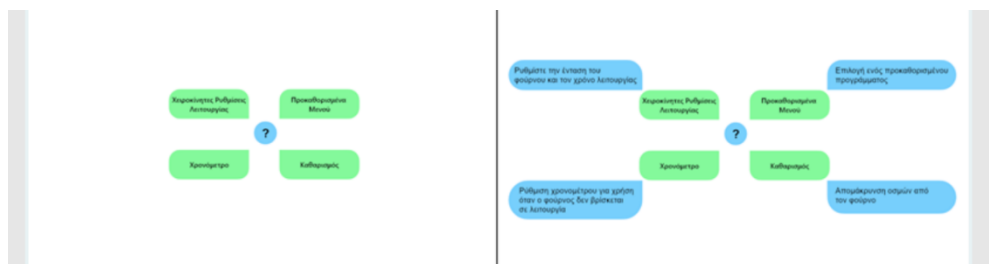 Χειροκίνητες Ρυθμίσεις
Λειτουργίας
Προκαθορισμένα
Μενού
?
Χρονόμετρο
Καθαρισμός
Ρυθμίστε την ένταση του
φούρνου και τον χρόνο λειτουργίας
Επιλογή ενός προκαθορισμένου
προγράμματος
Χειροκίνητες Ρυθμίσεις
Λειτουργίας
Προκαθορισμένα
Μενού
?
Χρονόμετρο
Καθαρισμός
Ρύθμιση χρονομέτρου για χρήση
όταν ο φούρνος δεν βρίσκεται
σε λειτουργία
Απομάκρυνση οσμών από
τον φούρνο